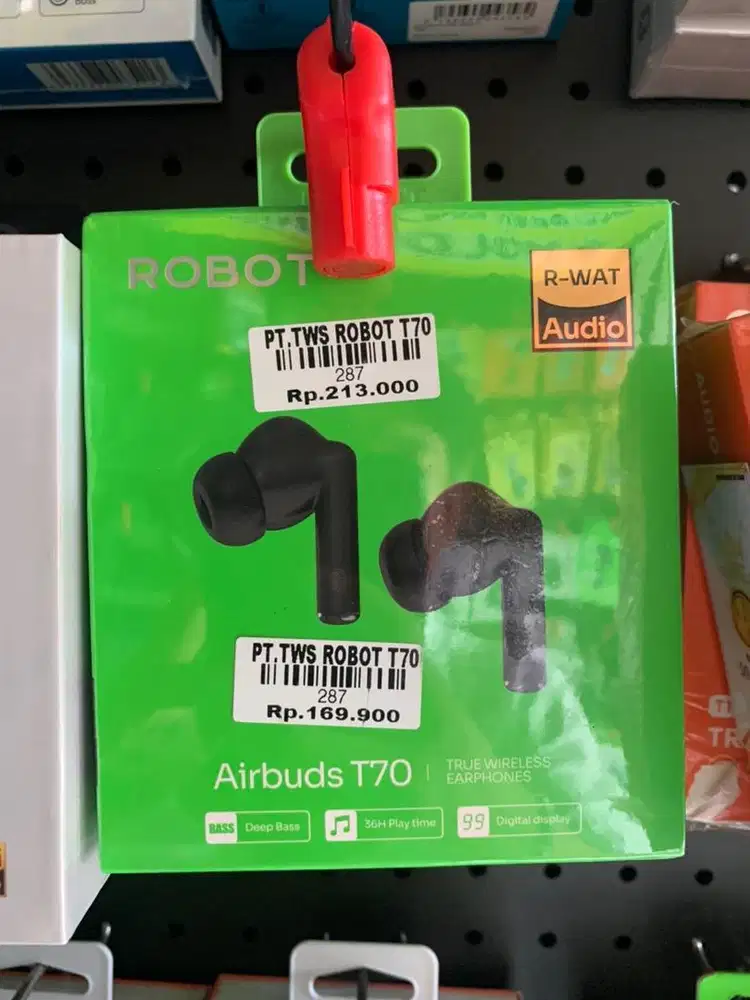 ROBOT
R-WAT
Audio
PT.TWS ROBOT T70
287
Rp.213.000
PT.TWS ROBOT T70
287
Rp.169.900
Airbuds T70
TRUE WIRELESS
EARPHONES
BASS Deep Bass
36H Play time
99 Digital display
AUDIO